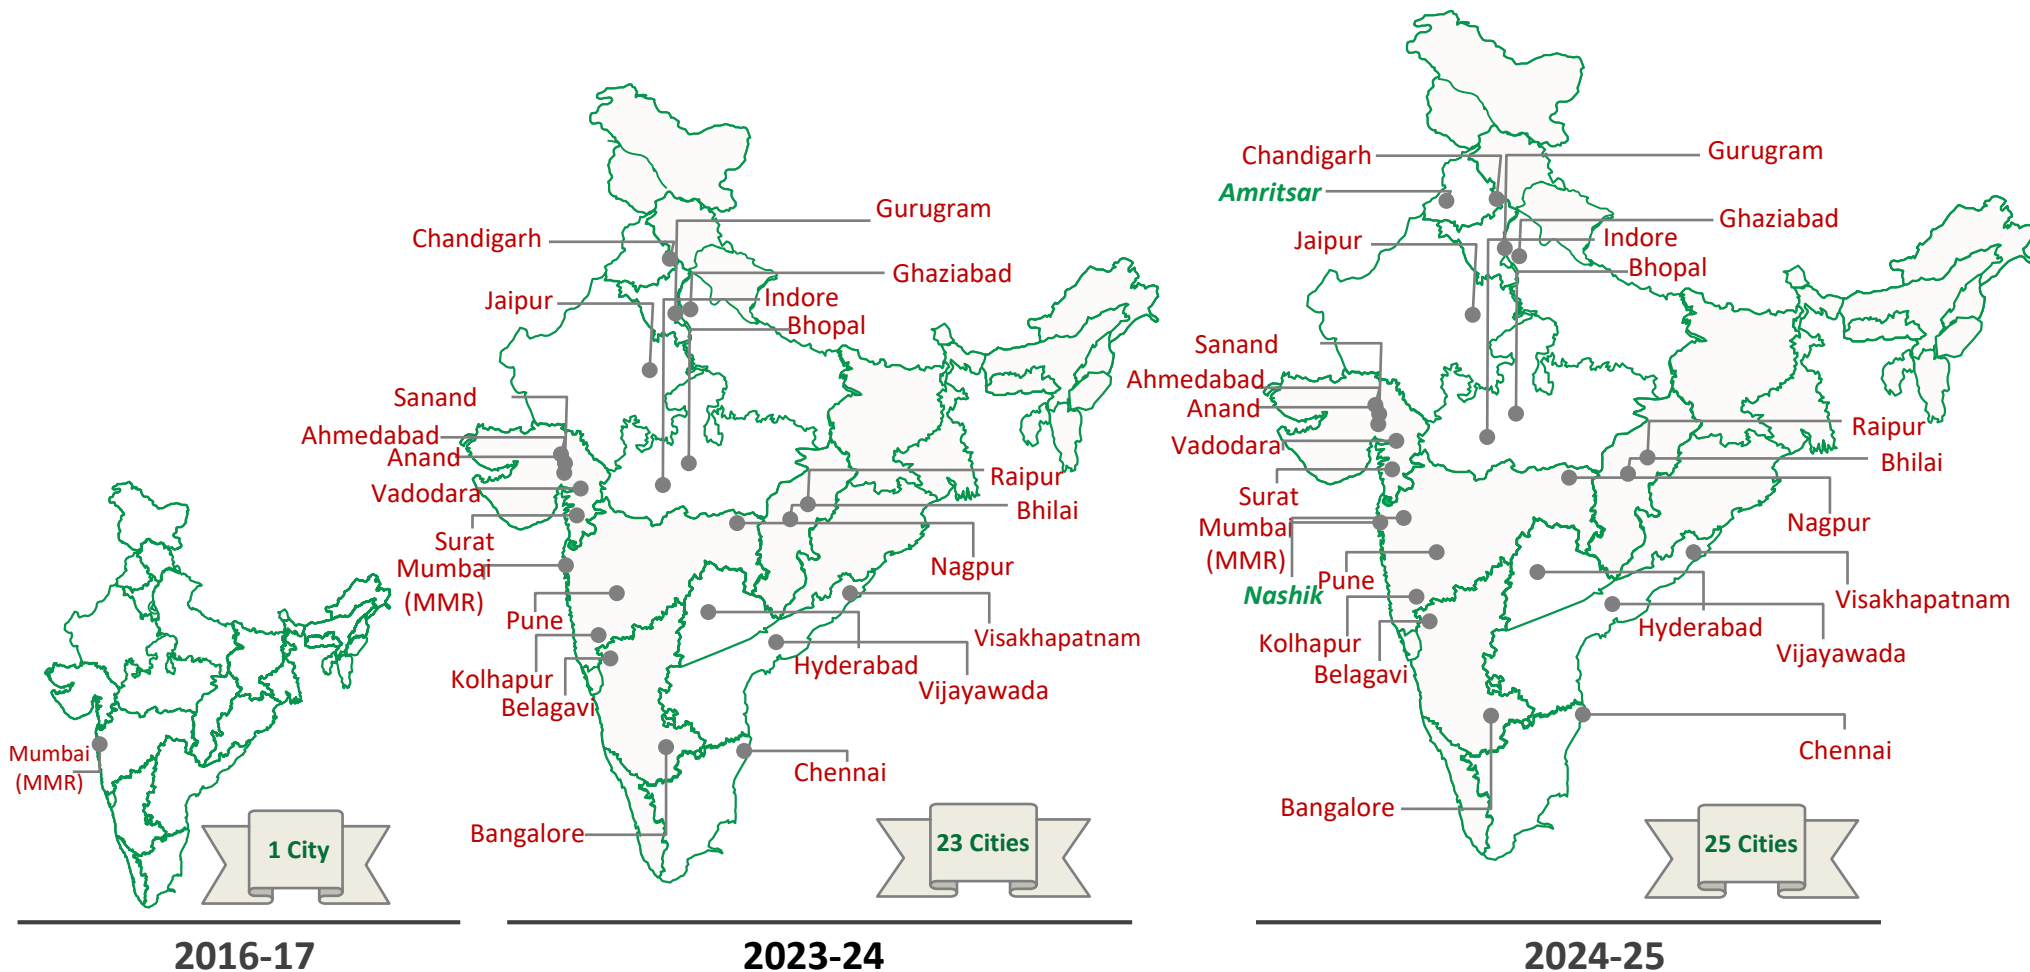 Mumbai
(MMR)
1 City
2016-17
Gurugram
Chandigarh
Ghaziabad
Jaipur
Indore
Bhopal
Sanand
Ahmedabad
Anand
Vadodara
Raipur
Bhilai
Surat
Mumbai
(MMR)
Nagpur
Pune
Visakhapatnam
Kolhapur
Hyderabad
Vijayawada
Belagavi
Chennai
Bangalore
23 Cities
2023-24
Chandigarh
Gurugram
Amritsar
Ghaziabad
Jaipur
Indore
Bhopal
Sanand
Ahmedabad
Anand
Vadodara
Raipur
Bhilai
Surat
Mumbai
(MMR)
Nagpur
Pune
Nashik
Visakhapatnam
Kolhapur
Hyderabad
Vijayawada
Belagavi
Chennai
Bangalore
25 Cities
2024-25